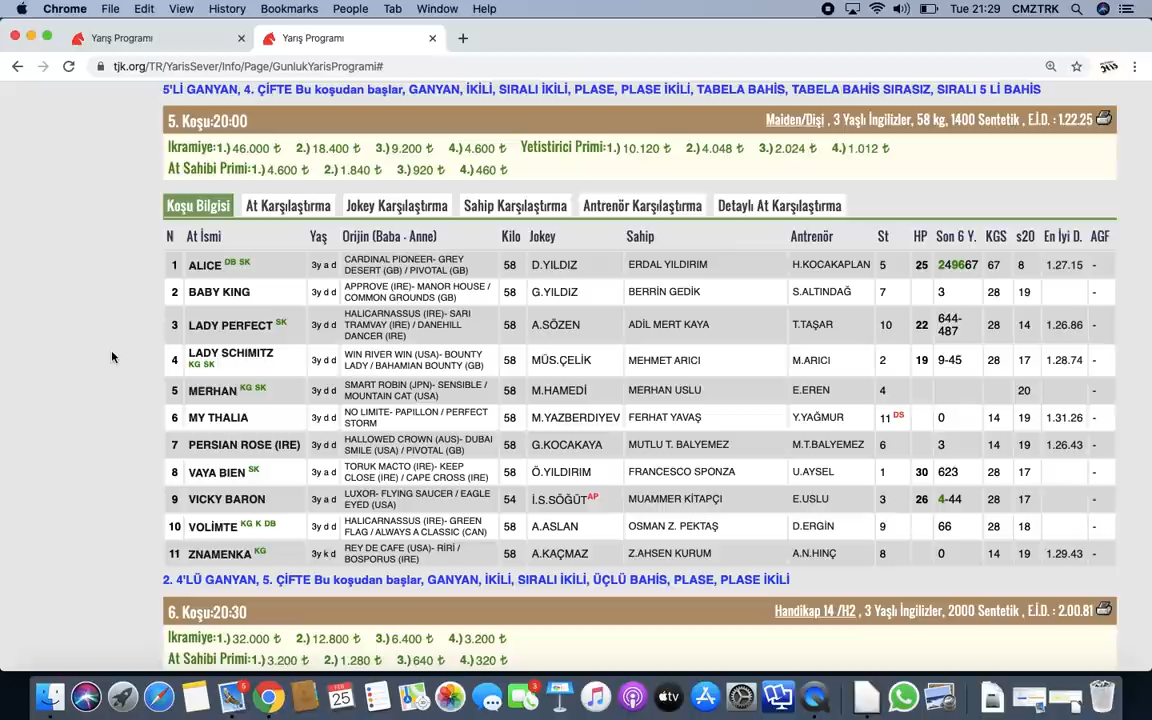 Chrome File Edit View History Bookmarks People Tab Window Help Tue 21:29 CMZTRK
Yarış Programı Yarış Programı
tjk.org/TR/YarisSever/Info/Page/GunlukYarisProgrami#
5'Lİ GANYAN, 4. ÇİFTE Bu koşudan başlar, GANYAN, İKİLİ, SIRALI İKİLİ, PLASE, PLASE İKİLİ, TABELA BAHİS, TABELA BAHİS SIRASIZ, SIRALI 5 Lİ BAHİS
5. Koşu:20:00 Maiden/Dişi , 3 Yaşlı İngilizler, 58 kg, 1400 Sentetik , E.İ.D. : 1.22.25
Ikramiye:1.) 46.000 ₺ 2.) 18.400 ₺ 3.) 9.200 ₺ 4.) 4.600 ₺ Yetistirici Primi:1.) 10.120 ₺ 2.) 4.048 ₺ 3.) 2.024 ₺ 4.) 1.012 ₺
At Sahibi Primi:1.) 4.600 ₺ 2.) 1.840 ₺ 3.) 920 ₺ 4.) 460 ₺
Koşu Bilgisi At Karşılaştırma Jokey Karşılaştırma Sahip Karşılaştırma Antrenör Karşılaştırma Detaylı At Karşılaştırma
N At İsmi Yaş Orijin (Baba - Anne) Kilo Jokey Sahip Antrenör St HP Son 6 Y. KGS s20 En İyi D. AGF
1 ALICE DB SK 3y a d CARDINAL PIONEER- GREY DESERT (GB) / PIVOTAL (GB) 58 D.YILDIZ ERDAL YILDIRIM H.KOCAKAPLAN 5 25 249667 67 8 1.27.15 -
2 BABY KING 3y d d APPROVE (IRE)- MANOR HOUSE / COMMON GROUNDS (GB) 58 G.YILDIZ BERRİN GEDİK S.ALTINDAĞ 7 3 28 19 -
3 LADY PERFECT SK 3y d d HALICARNASSUS (IRE)- SARI TRAMVAY (IRE) / DANEHILL DANCER (IRE) 58 A.SÖZEN ADİL MERT KAYA T.TAŞAR 10 22 644-487 28 14 1.26.86 -
4 LADY SCHIMITZ KG SK 3y d d WIN RIVER WIN (USA)- BOUNTY LADY / BAHAMIAN BOUNTY (GB) 58 MÜS.ÇELİK MEHMET ARICI M.ARICI 2 19 9-45 28 17 1.28.74 -
5 MERHAN KG SK 3y d d SMART ROBIN (JPN)- SENSIBLE / MOUNTAIN CAT (USA) 58 M.HAMEDİ MERHAN USLU E.EREN 4 20 -
6 MY THALIA 3y d d NO LIMITE- PAPILLON / PERFECT STORM 58 M.YAZBERDIYEV FERHAT YAVAŞ Y.YAĞMUR 11 DS 0 14 19 1.31.26 -
7 PERSIAN ROSE (IRE) 3y d d HALLOWED CROWN (AUS)- DUBAI SMILE (USA) / PIVOTAL (GB) 58 G.KOCAKAYA MUTLU T. BALYEMEZ M.T.BALYEMEZ 6 3 14 19 1.26.43 -
8 VAYA BIEN SK 3y a d TORUK MACTO (IRE)- KEEP CLOSE (IRE) / CAPE CROSS (IRE) 58 Ö.YILDIRIM FRANCESCO SPONZA U.AYSEL 1 30 623 28 17 -
9 VICKY BARON 3y a d LUXOR- FLYING SAUCER / EAGLE EYED (USA) 54 İ.S.SÖĞÜT AP MUAMMER KİTAPÇI E.USLU 3 26 4-44 28 17 -
10 VOLİMTE KG K DB 3y d d HALICARNASSUS (IRE)- GREEN FLAG / ALWAYS A CLASSIC (CAN) 58 A.ASLAN OSMAN Z. PEKTAŞ D.ERGİN 9 66 28 18 -
11 ZNAMENKA KG 3y k d REY DE CAFE (USA)- RİRİ / BOSPORUS (IRE) 58 A.KAÇMAZ Z.AHSEN KURUM A.N.HINÇ 8 0 14 19 1.29.43 -
2. 4'LÜ GANYAN, 5. ÇİFTE Bu koşudan başlar, GANYAN, İKİLİ, SIRALI İKİLİ, ÜÇLÜ BAHİS, PLASE, PLASE İKİLİ
6. Koşu:20:30 Handikap 14 /H2 , 3 Yaşlı İngilizler, 2000 Sentetik , E.İ.D. : 2.00.81
Ikramiye:1.) 32.000 ₺ 2.) 12.800 ₺ 3.) 6.400 ₺ 4.) 3.200 ₺
At Sahibi Primi:1.) 3.200 ₺ 2.) 1.280 ₺ 3.) 640 ₺ 4.) 320 ₺
5 FEB 25 3 tv